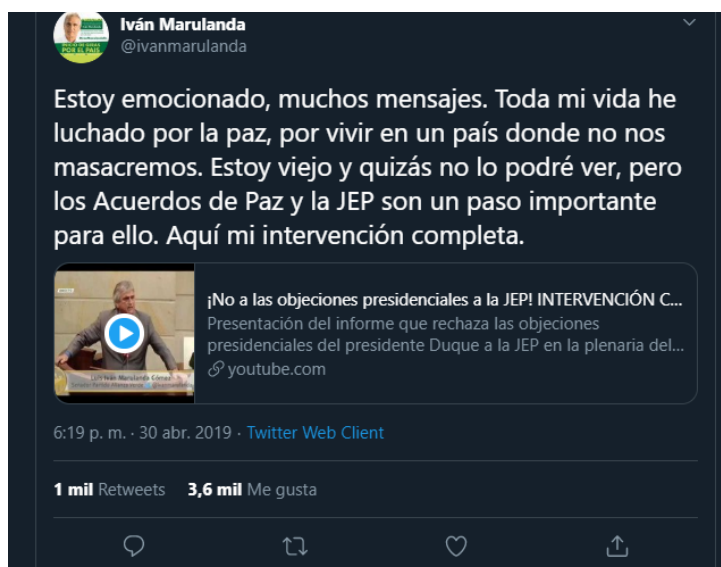 Iván Marulanda
@ivanmarulanda
Estoy emocionado, muchos mensajes. Toda mi vida he
luchado por la paz, por vivir en un país donde no nos
masacremos. Estoy viejo y quizás no lo podré ver, pero
los Acuerdos de Paz y la JEP son un paso importante
para ello. Aquí mi intervención completa.
¡No a las objeciones presidenciales a la JEP! INTERVENCIÓN C...
Presentación del informe que rechaza las objeciones
presidenciales del presidente Duque a la JEP en la plenaria del...
youtube.com
Luis Iván Marulanda Gómez
6:19 p. m. · 30 abr. 2019 · Twitter Web Client
1 mil Retweets 3,6 mil Me gusta